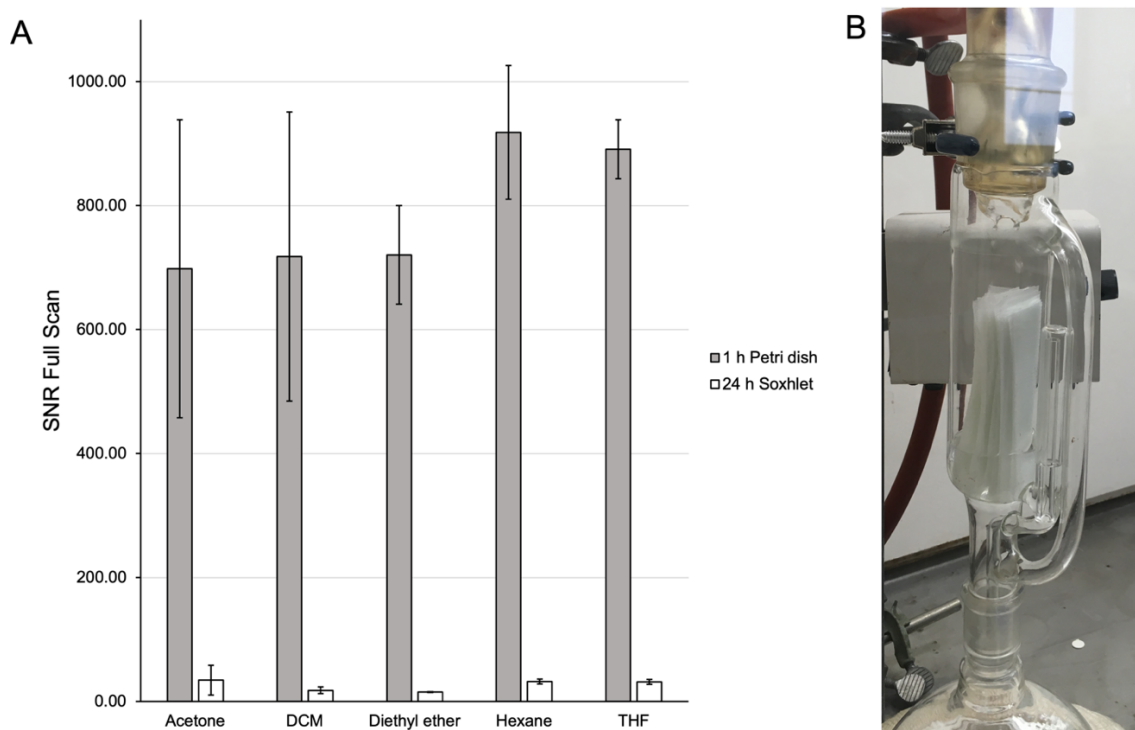 A
B
SNR Full Scan
1000.00
800.00
600.00
400.00
200.00
0.00
Acetone
DCM
Diethyl ether
Hexane
THF
1 h Petri dish
24 h Soxhlet